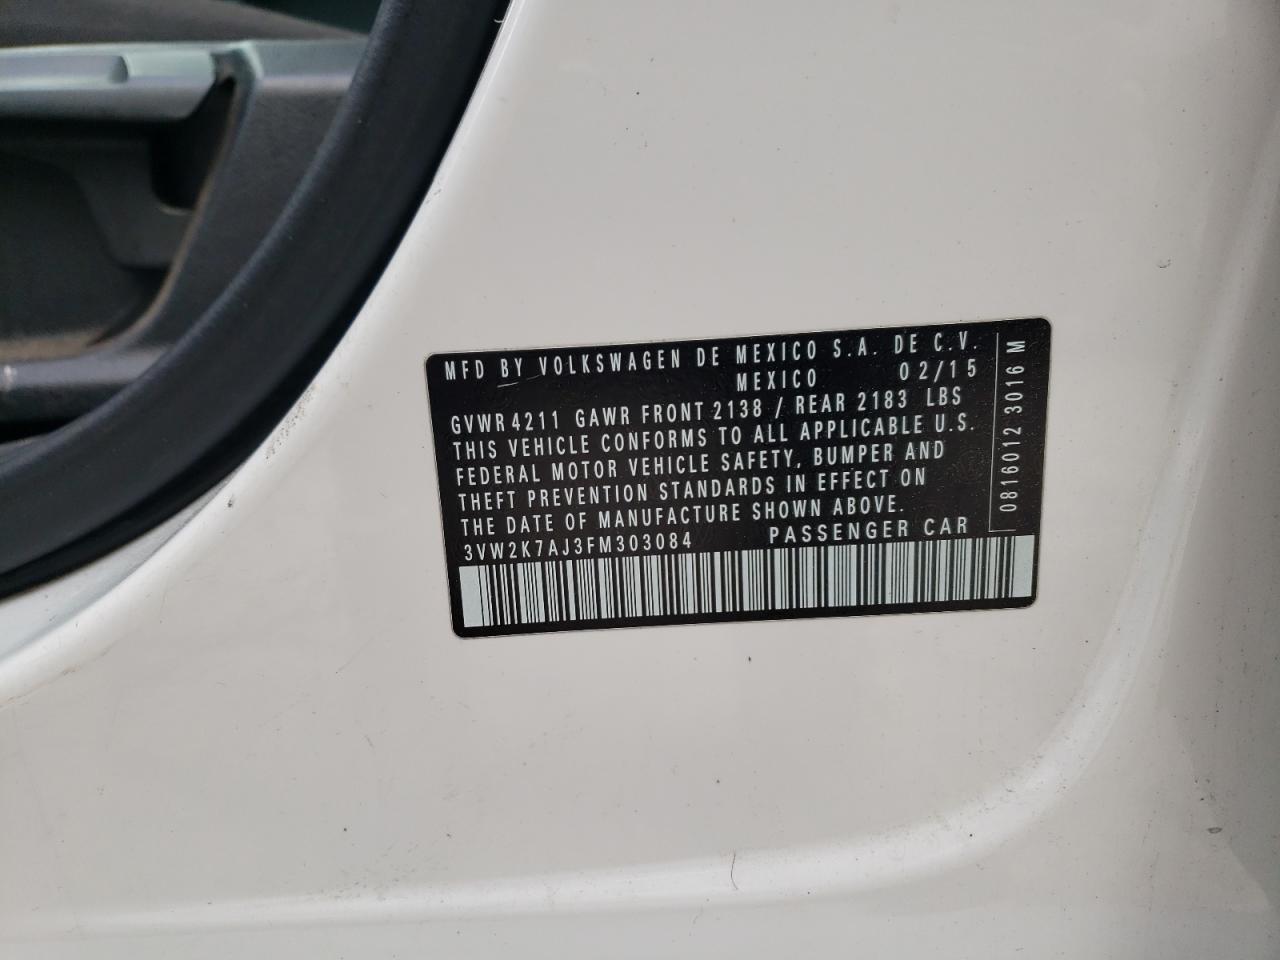 MFD BY VOLKSWAGEN DE MEXICO S.A. DE C.V.
MEXICO 02/15
GVWR 4211 GAWR FRONT 2138 / REAR 2183 LBS
THIS VEHICLE CONFORMS TO ALL APPLICABLE U.S.
FEDERAL MOTOR VEHICLE SAFETY, BUMPER AND
THEFT PREVENTION STANDARDS IN EFFECT ON
THE DATE OF MANUFACTURE SHOWN ABOVE.
3VW2K7AJ3FM303084 PASSENGER CAR
0816012 3016 M